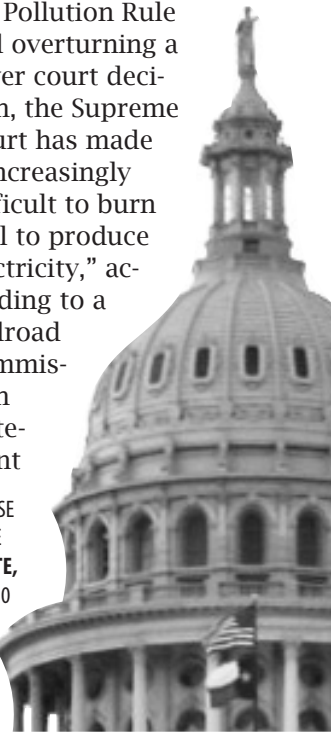 Pollution Rule
overturning a
er court deci-
, the Supreme
urt has made
ncreasingly
ficult to burn
l to produce
ctricity,” ac-
ding to a
lroad
mmis-
n
te-
nt
SE
E
TE,
0